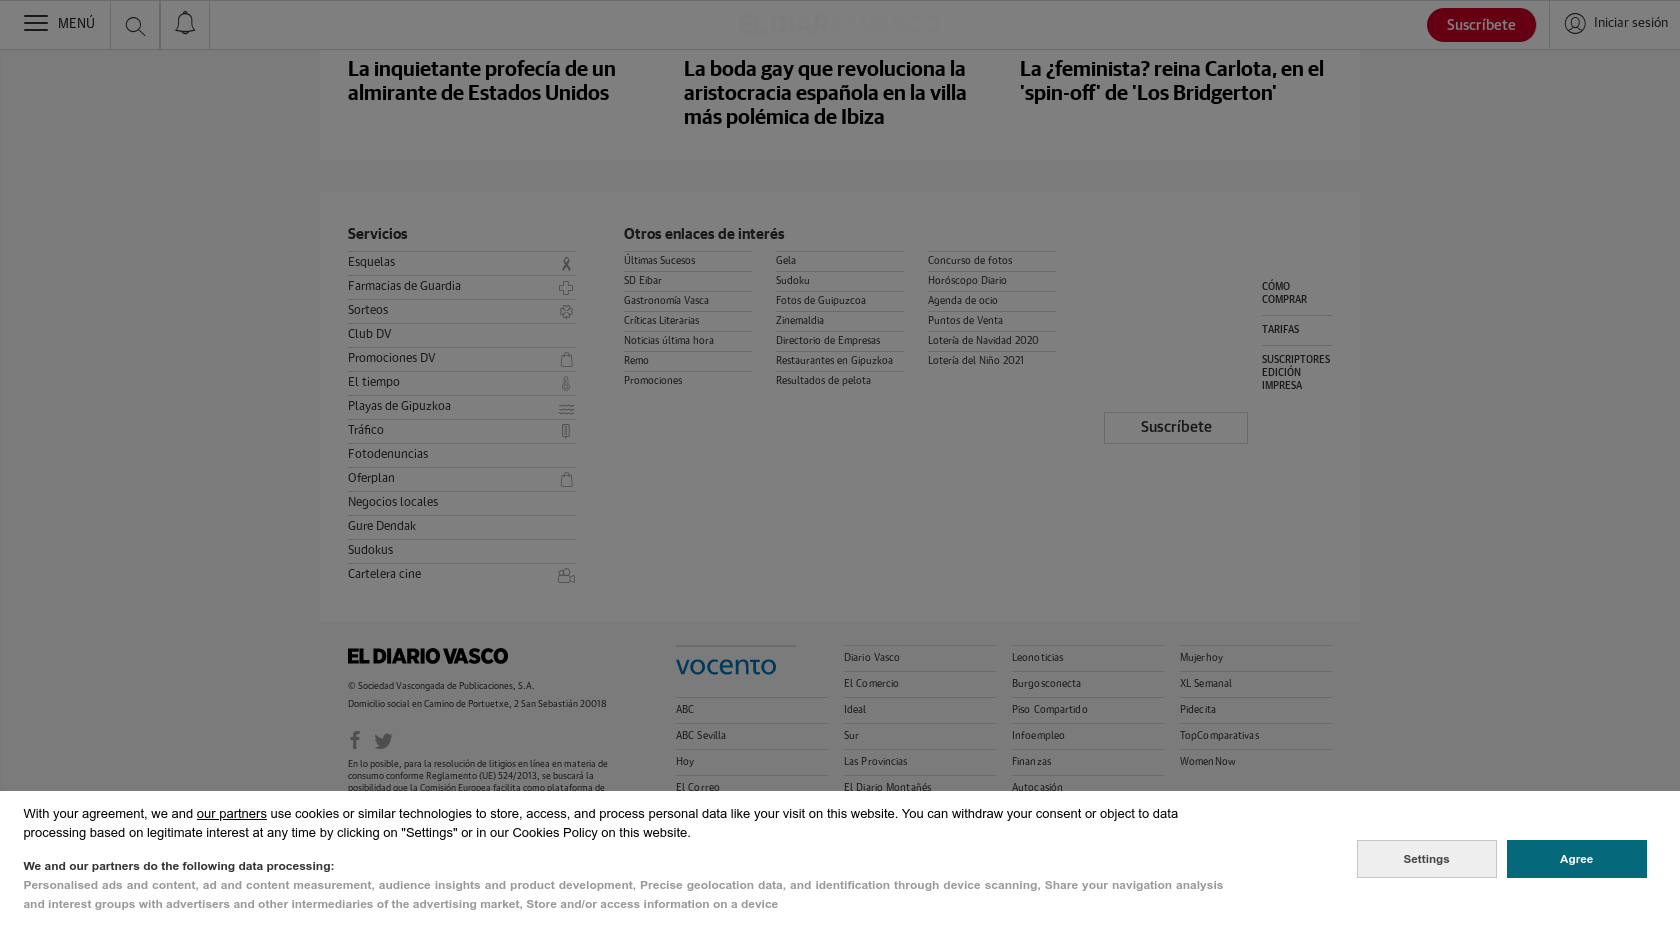 MENÚ
Suscríbete
Iniciar sesión
La inquietante profecía de un
almirante de Estados Unidos
La boda gay que revoluciona la
aristocracia española en la villa
más polémica de Ibiza
La ¿feminista? reina Carlota, en el
'spin-off' de 'Los Bridgerton'
Servicios
Esquelas
Farmacias de Guardia
Sorteos
Club DV
Promociones DV
El tiempo
Playas de Gipuzkoa
Tráfico
Fotodenuncias
Oferplan
Negocios locales
Gure Dendak
Sudokus
Cartelera cine
Otros enlaces de interés
Últimas Sucesos
SD Eibar
Gastronomía Vasca
Críticas Literarias
Noticias última hora
Remo
Promociones
Gela
Sudoku
Fotos de Guipuzcoa
Zinemaldia
Directorio de Empresas
Restaurantes en Gipuzkoa
Resultados de pelota
Concurso de fotos
Horóscopo Diario
Agenda de ocio
Puntos de Venta
Lotería de Navidad 2020
Lotería del Niño 2021
Suscríbete
CÓMO
COMPRAR
TARIFAS
SUSCRIPTORES
EDICIÓN
IMPRESA
EL DIARIO VASCO
© Sociedad Vascongada de Publicaciones, S.A.
Domicilio social en Camino de Portuetxe, 2 San Sebastián 20018
En lo posible, para la resolución de litigios en línea en materia de
consumo conforme Reglamento (UE) 524/2013, se buscará la
posibilidad que la Comisión Europea facilita como plataforma de
vocento
ABC
ABC Sevilla
Hoy
El Correo
Diario Vasco
El Comercio
Ideal
Sur
Las Provincias
El Diario Montañés
Leonoticias
Burgosconecta
Piso Compartido
Infoempleo
Finanzas
Autocasión
Mujerhoy
XL Semanal
Pidecita
TopComparativas
WomenNow
With your agreement, we and our partners use cookies or similar technologies to store, access, and process personal data like your visit on this website. You can withdraw your consent or object to data
processing based on legitimate interest at any time by clicking on "Settings" or in our Cookies Policy on this website.
We and our partners do the following data processing:
Personalised ads and content, ad and content measurement, audience insights and product development, Precise geolocation data, and identification through device scanning, Share your navigation analysis
and interest groups with advertisers and other intermediaries of the advertising market, Store and/or access information on a device
Settings
Agree